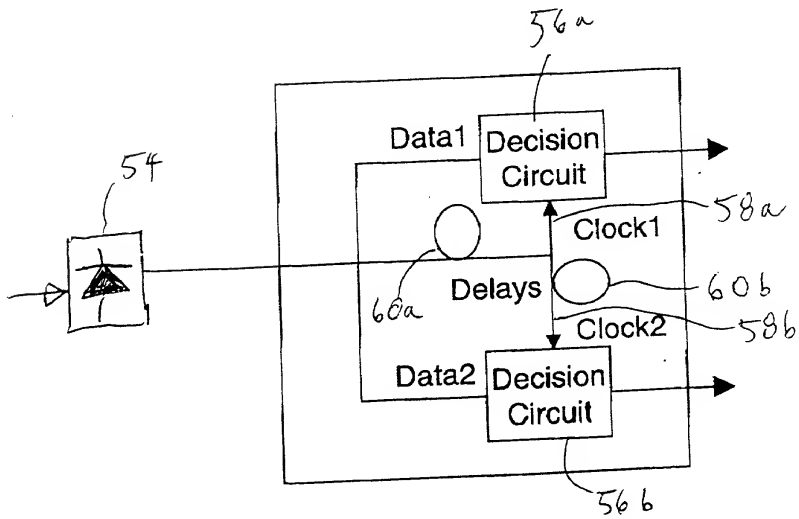 56a
Data1
Decision
Circuit
54
58a
Clock1
60a
Delays
60b
58b
Clock2
Data2
Decision
Circuit
56b